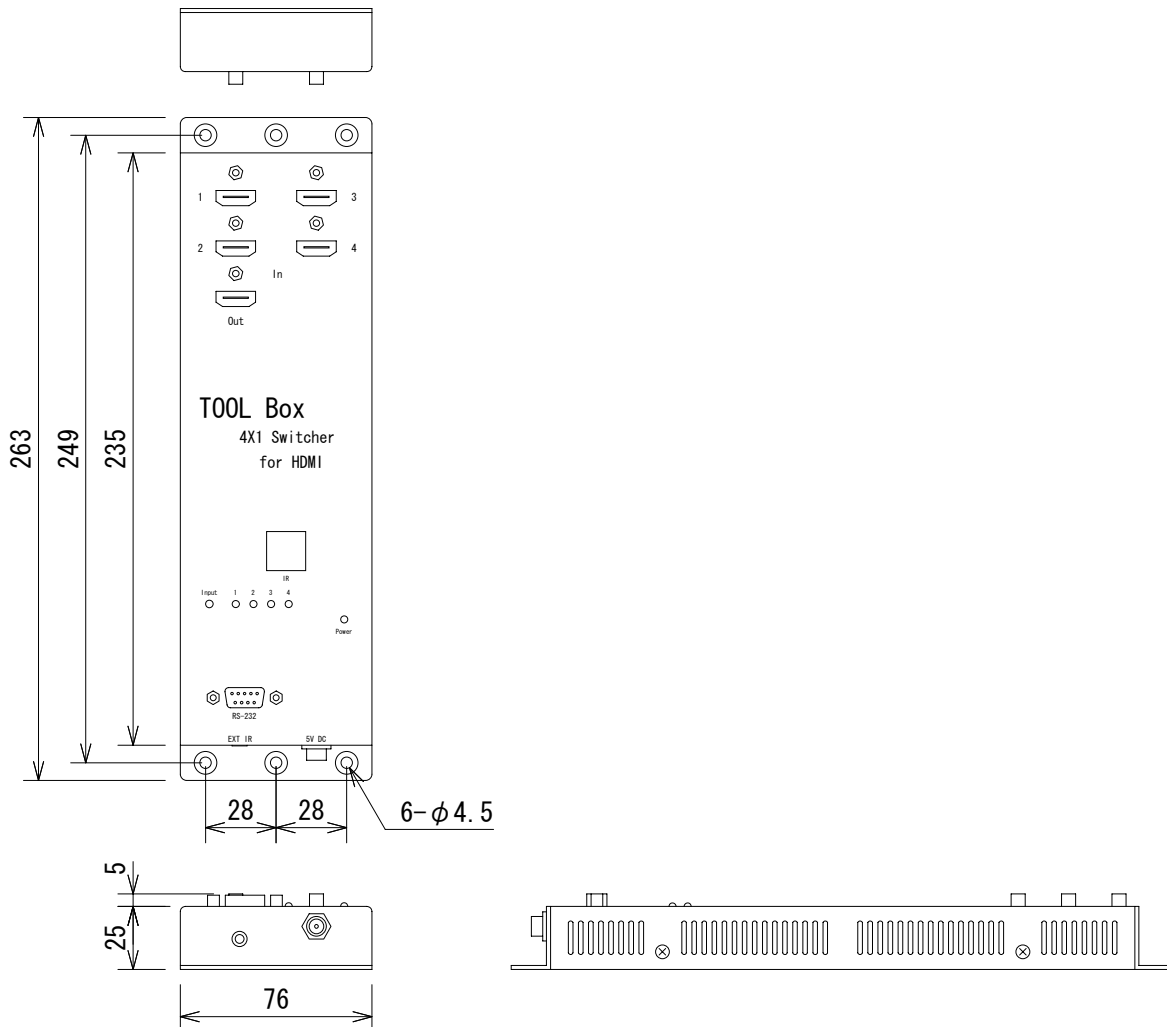 1
3
2
4
In
Out
TOOL Box
4X1 Switcher
for HDMI
263
249
235
IR
Input 1 2 3 4
Power
RS-232
EXT IR
5V DC
28
28
6-φ4.5
5
25
76